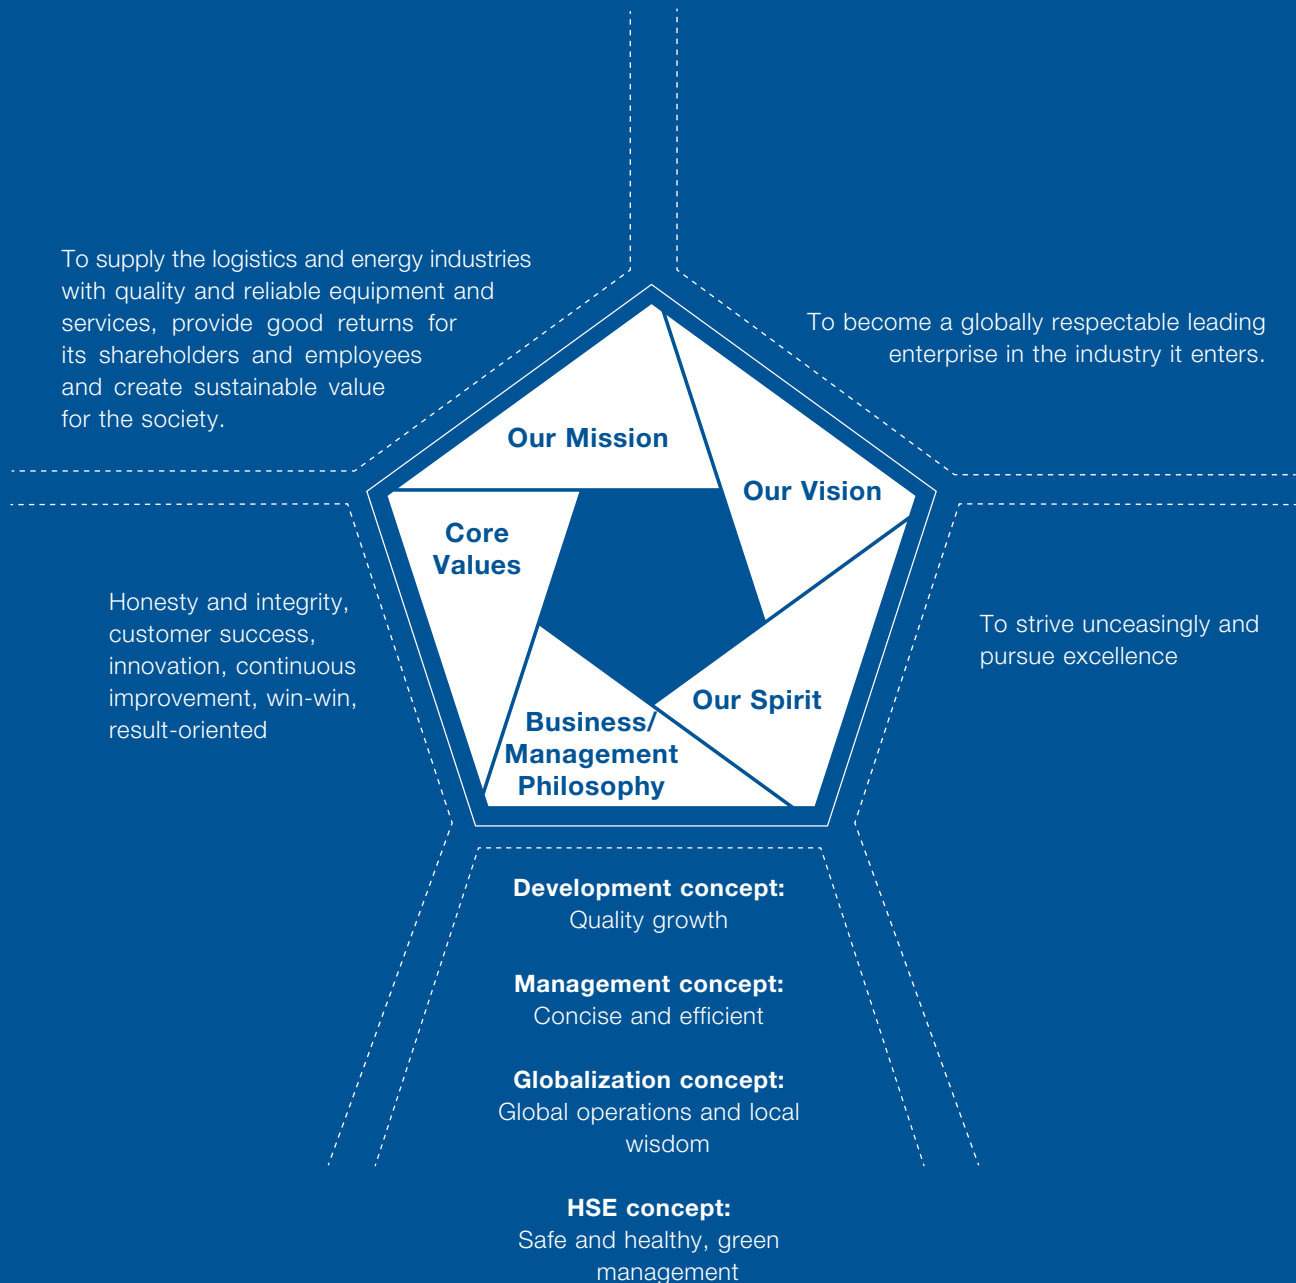 To supply the logistics and energy industries
with quality and reliable equipment and
services, provide good returns for
its shareholders and employees
and create sustainable value
for the society.
To become a globally respectable leading
enterprise in the industry it enters.
Our Mission
Our Vision
Core
Values
Honesty and integrity,
customer success,
innovation, continuous
improvement, win-win,
result-oriented
To strive unceasingly and
pursue excellence
Our Spirit
Business/
Management
Philosophy
Development concept:
Quality growth
Management concept:
Concise and efficient
Globalization concept:
Global operations and local
wisdom
HSE concept:
Safe and healthy, green
management